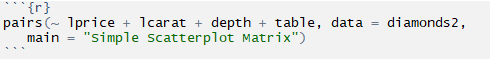 ```{r}
pairs(~ lprice + lcarat + depth + table, data = diamonds2,
   main = "Simple Scatterplot Matrix")
```